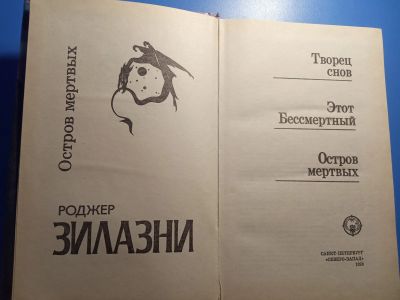 Остров мертвых
РОДЖЕР
ЗИЛАЗНИ
Творец
снов
Этот
Бессмертный
Остров
мертвых
САНКТ-ПЕТЕРБУРГ
«СЕВЕРО-ЗАПАД»